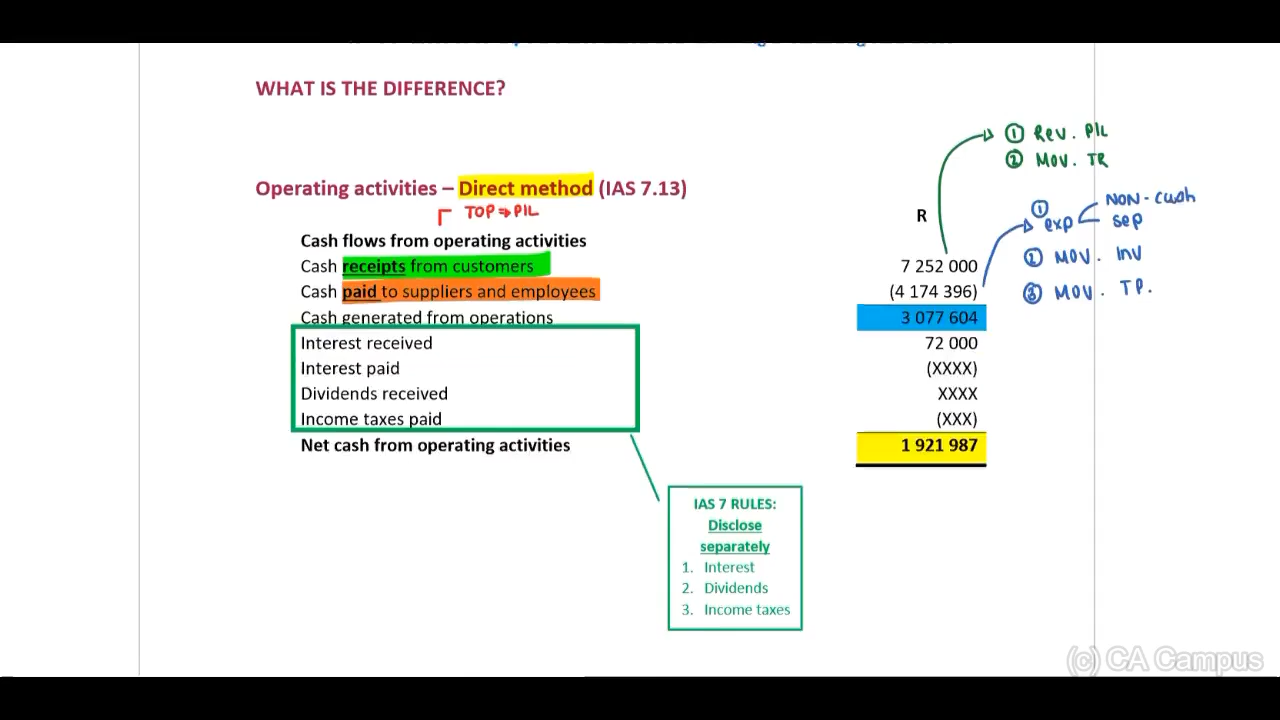 WHAT IS THE DIFFERENCE?
① Rev. P/L
② MOV. TR
Operating activities – Direct method (IAS 7.13)
TOP ⇒ P/L
R
① exp
NON-cash
sep
② MOV. INV
③ MOV. TP.
Cash flows from operating activities
Cash receipts from customers 7 252 000
Cash paid to suppliers and employees (4 174 396)
Cash generated from operations 3 077 604
Interest received 72 000
Interest paid (XXXX)
Dividends received XXXX
Income taxes paid (XXX)
Net cash from operating activities 1 921 987
IAS 7 RULES:
Disclose
separately
1. Interest
2. Dividends
3. Income taxes
(c) CA Campus